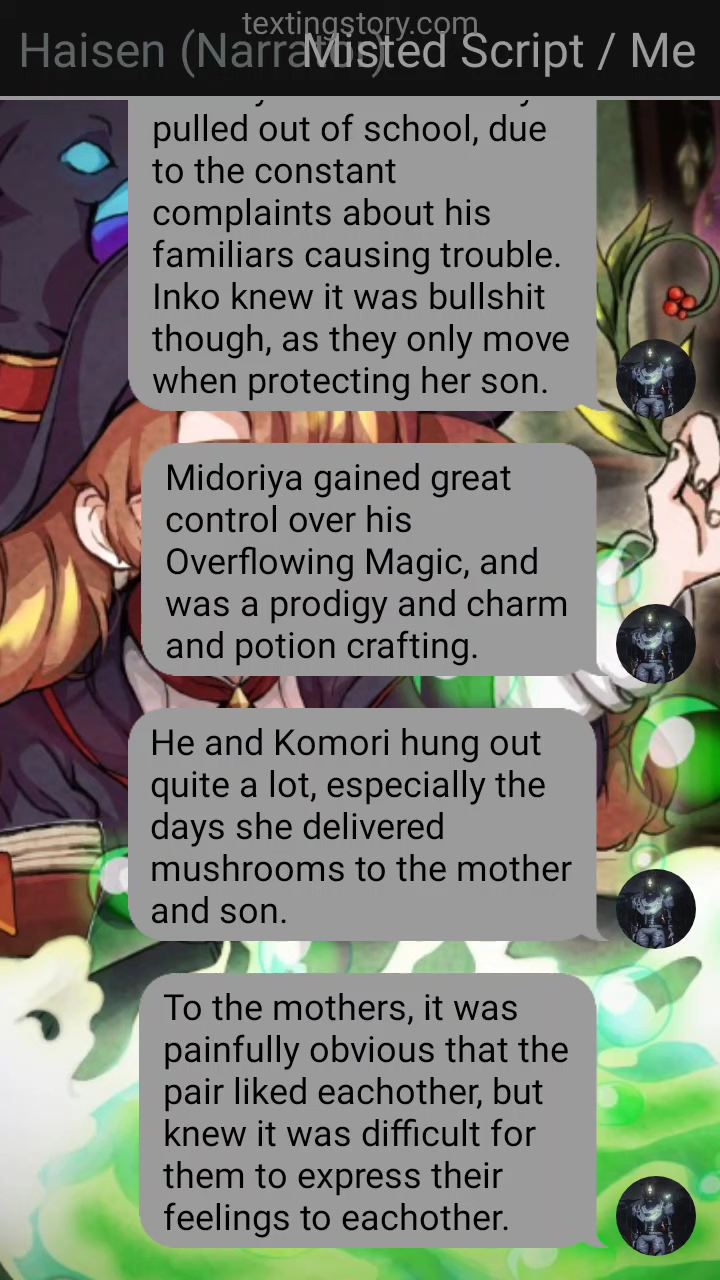 textingstory.com
Haisen (Narrator)
Misted Script / Me
pulled out of school, due
to the constant
complaints about his
familiars causing trouble.
Inko knew it was bullshit
though, as they only move
when protecting her son.
Midoriya gained great
control over his
Overflowing Magic, and
was a prodigy and charm
and potion crafting.
He and Komori hung out
quite a lot, especially the
days she delivered
mushrooms to the mother
and son.
To the mothers, it was
painfully obvious that the
pair liked eachother, but
knew it was difficult for
them to express their
feelings to eachother.